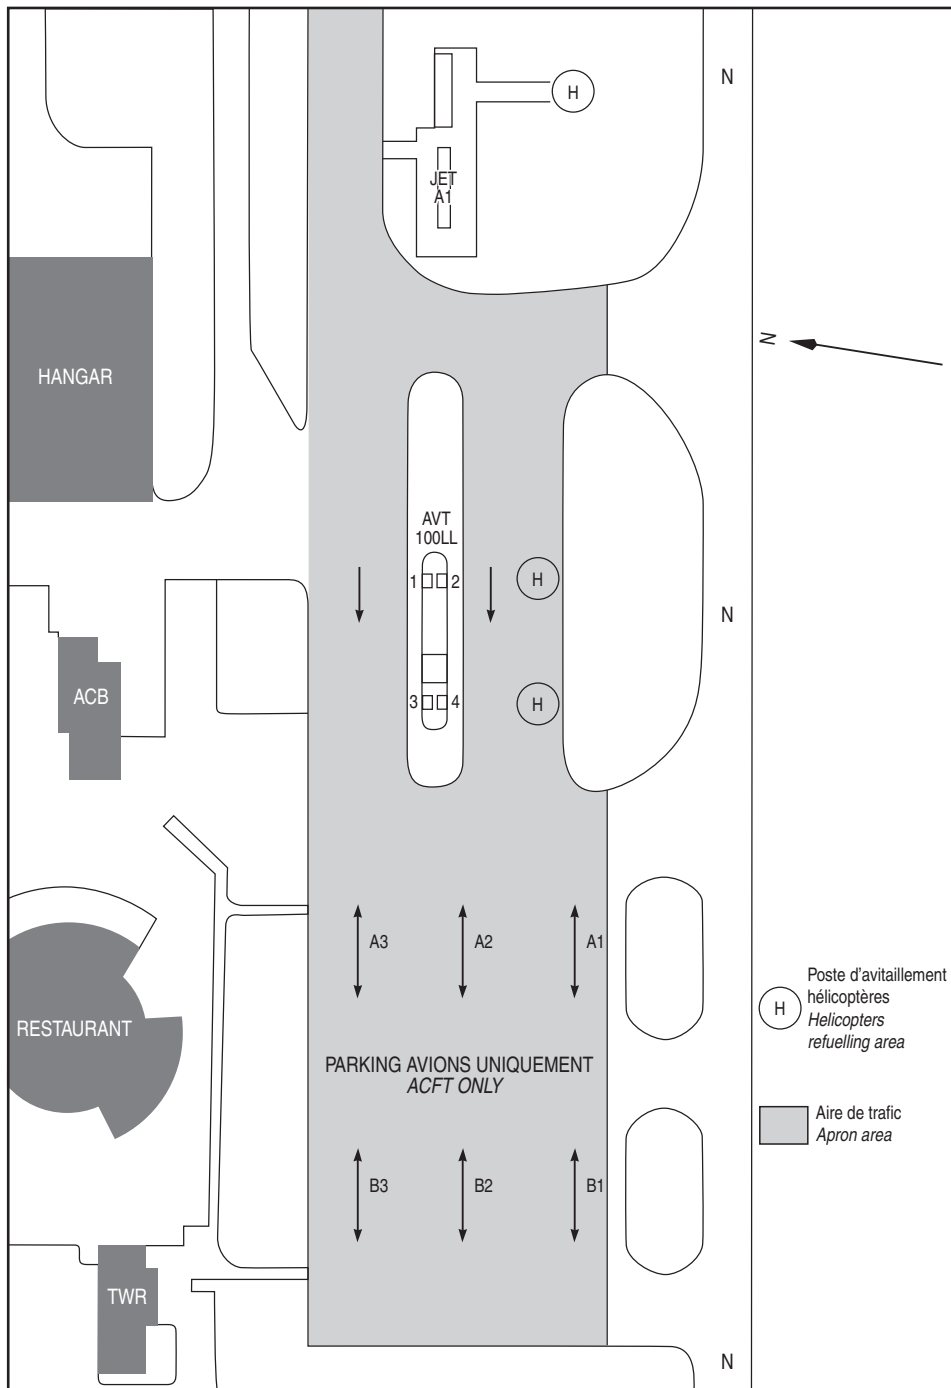 N
H
JET
A1
N
HANGAR
AVT
100LL
1 2
H
N
ACB
3 4
H
A3 A2 A1
Poste d'avitaillement
hélicoptères
H
Helicopters
refuelling area
RESTAURANT
PARKING AVIONS UNIQUEMENT
ACFT ONLY
Aire de trafic
Apron area
B3 B2 B1
TWR
N